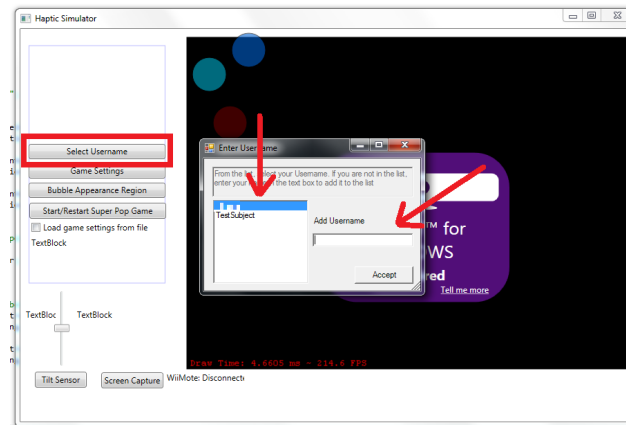 Haptic Simulator
Select Username
Game Settings
Bubble Appearance Region
Start/Restart Super Pop Game
Load game settings from file
TextBlock
TextBloc
TextBlock
Tilt Sensor
Screen Capture
WiiMote: Disconnecte
Enter Username
From the list, select your Username. If you are not in the list,
enter your in the text box to add it to the list
TestSubject
Add Username
Accept
™ for
WS
red
Tell me more
Draw Time: 4.6605 ms - 214.6 FPS